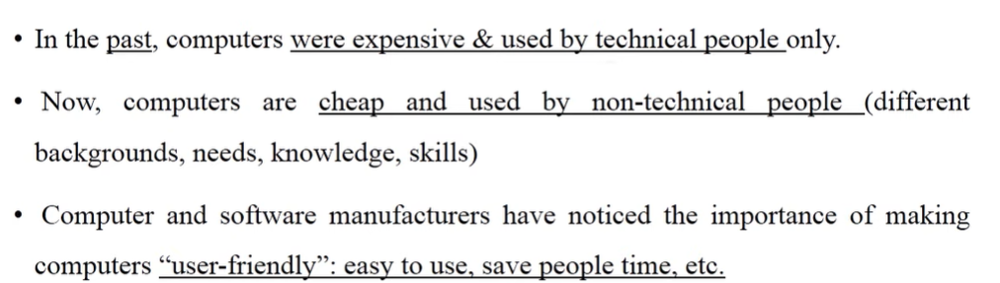 • In the past, computers were expensive & used by technical people only.
• Now, computers are cheap and used by non-technical people (different
backgrounds, needs, knowledge, skills)
• Computer and software manufacturers have noticed the importance of making
computers “user-friendly”: easy to use, save people time, etc.